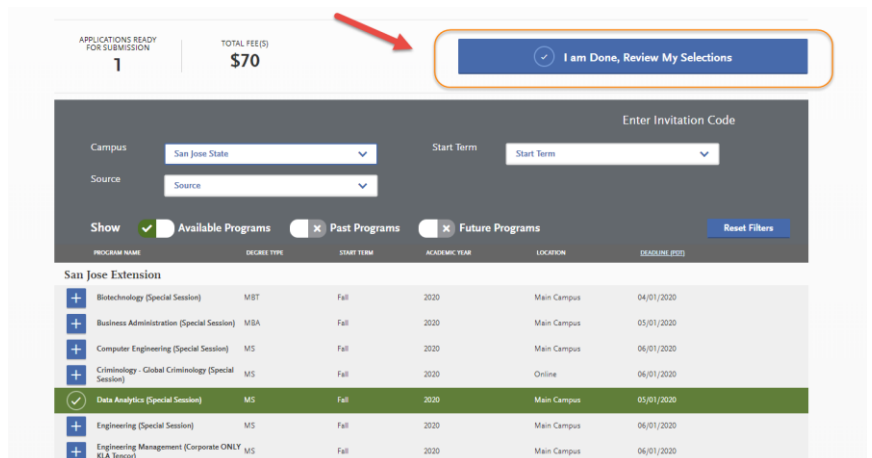 APPLICATIONS READY
FOR SUBMISSION
1
TOTAL FEE(S)
$70
I am Done, Review My Selections
Enter Invitation Code
Campus
San Jose State
Start Term
Start Term
Source
Source
Show Available Programs Past Programs Future Programs Reset Filters
PROGRAM NAME DEGREE TYPE START TERM ACADEMIC YEAR LOCATION DEADLINE (PDT)
San Jose Extension
Biotechnology (Special Session) MBT Fall 2020 Main Campus 04/01/2020
Business Administration (Special Session) MBA Fall 2020 Main Campus 05/01/2020
Computer Engineering (Special Session) MS Fall 2020 Main Campus 06/01/2020
Criminology - Global Criminology (Special
Session) MS Fall 2020 Online 06/01/2020
Data Analytics (Special Session) MS Fall 2020 Main Campus 05/01/2020
Engineering (Special Session) MS Fall 2020 Main Campus 06/01/2020
Engineering Management (Corporate ONLY
KLA Tencor) MS Fall 2020 Main Campus 06/01/2020